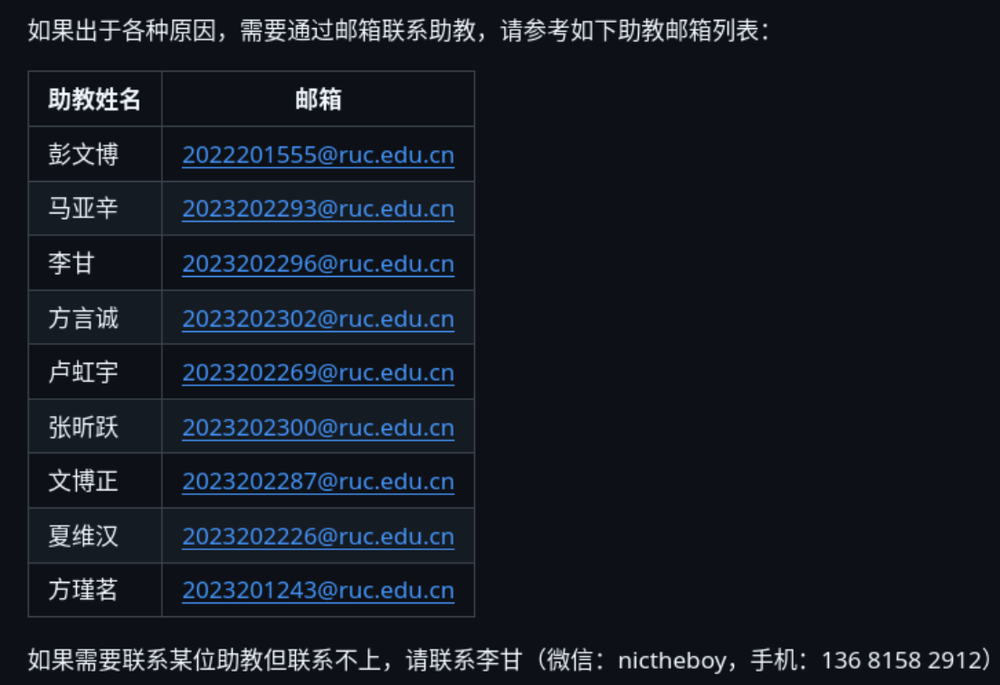 如果出于各种原因，需要通过邮箱联系助教，请参考如下助教邮箱列表：
助教姓名 邮箱
彭文博 2022201555@ruc.edu.cn
马亚辛 2023202293@ruc.edu.cn
李甘 2023202296@ruc.edu.cn
方言诚 2023202302@ruc.edu.cn
卢虹宇 2023202269@ruc.edu.cn
张昕跃 2023202300@ruc.edu.cn
文博正 2023202287@ruc.edu.cn
夏维汉 2023202226@ruc.edu.cn
方瑾茗 2023201243@ruc.edu.cn
如果需要联系某位助教但联系不上，请联系李甘（微信：nictheboy，手机：136 8158 2912）